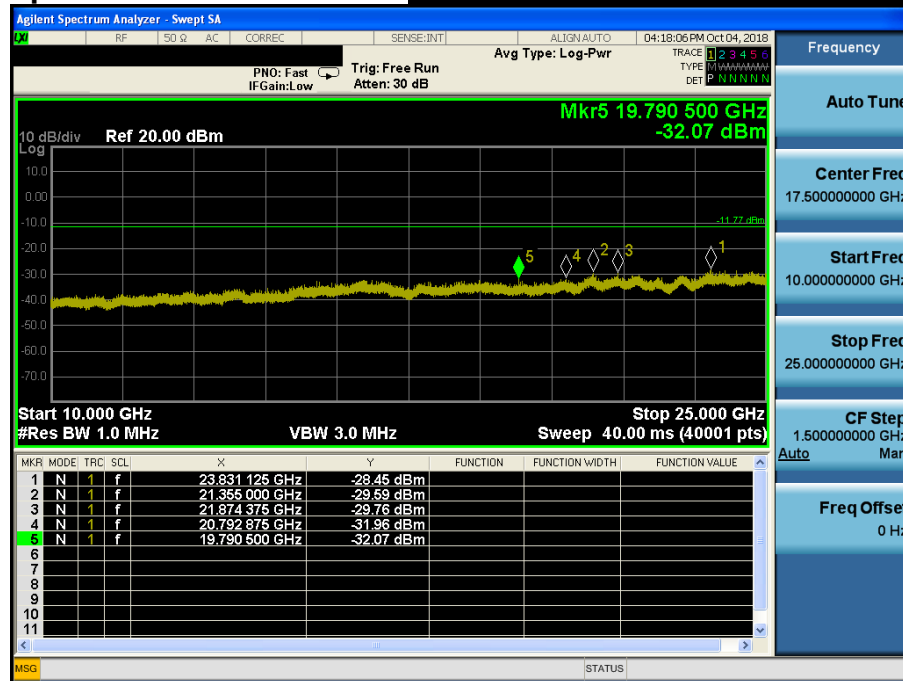 Agilent Spectrum Analyzer - Swept SA
LXI RF 50 Ω AC CORREC SENSE:INT ALIGNAUTO 04:18:06 PM Oct 04, 2018
Avg Type: Log-Pwr TRACE 1 2 3 4 5 6
PNO: Fast Trig: Free Run TYPE M W W W W W
IFGain:Low Atten: 30 dB DET P N N N N N
Mkr5 19.790 500 GHz
-32.07 dBm
10 dB/div Ref 20.00 dBm
Log
10.0
0.00
-10.0
-11.77 dBm
-20.0
5 4 2 3 1
-30.0
-40.0
-50.0
-60.0
-70.0
Start 10.000 GHz Stop 25.000 GHz
#Res BW 1.0 MHz VBW 3.0 MHz Sweep 40.00 ms (40001 pts)
MKR MODE TRC SCL X Y FUNCTION FUNCTION WIDTH FUNCTION VALUE
1 N 1 f 23.831 125 GHz -28.45 dBm
2 N 1 f 21.355 000 GHz -29.59 dBm
3 N 1 f 21.874 375 GHz -29.76 dBm
4 N 1 f 20.792 875 GHz -31.96 dBm
5 N 1 f 19.790 500 GHz -32.07 dBm
6
7
8
9
10
11
MSG STATUS
Frequency
Auto Tune
Center Freq
17.500000000 GHz
Start Freq
10.000000000 GHz
Stop Freq
25.000000000 GHz
CF Step
1.500000000 GHz
Auto Man
Freq Offset
0 Hz